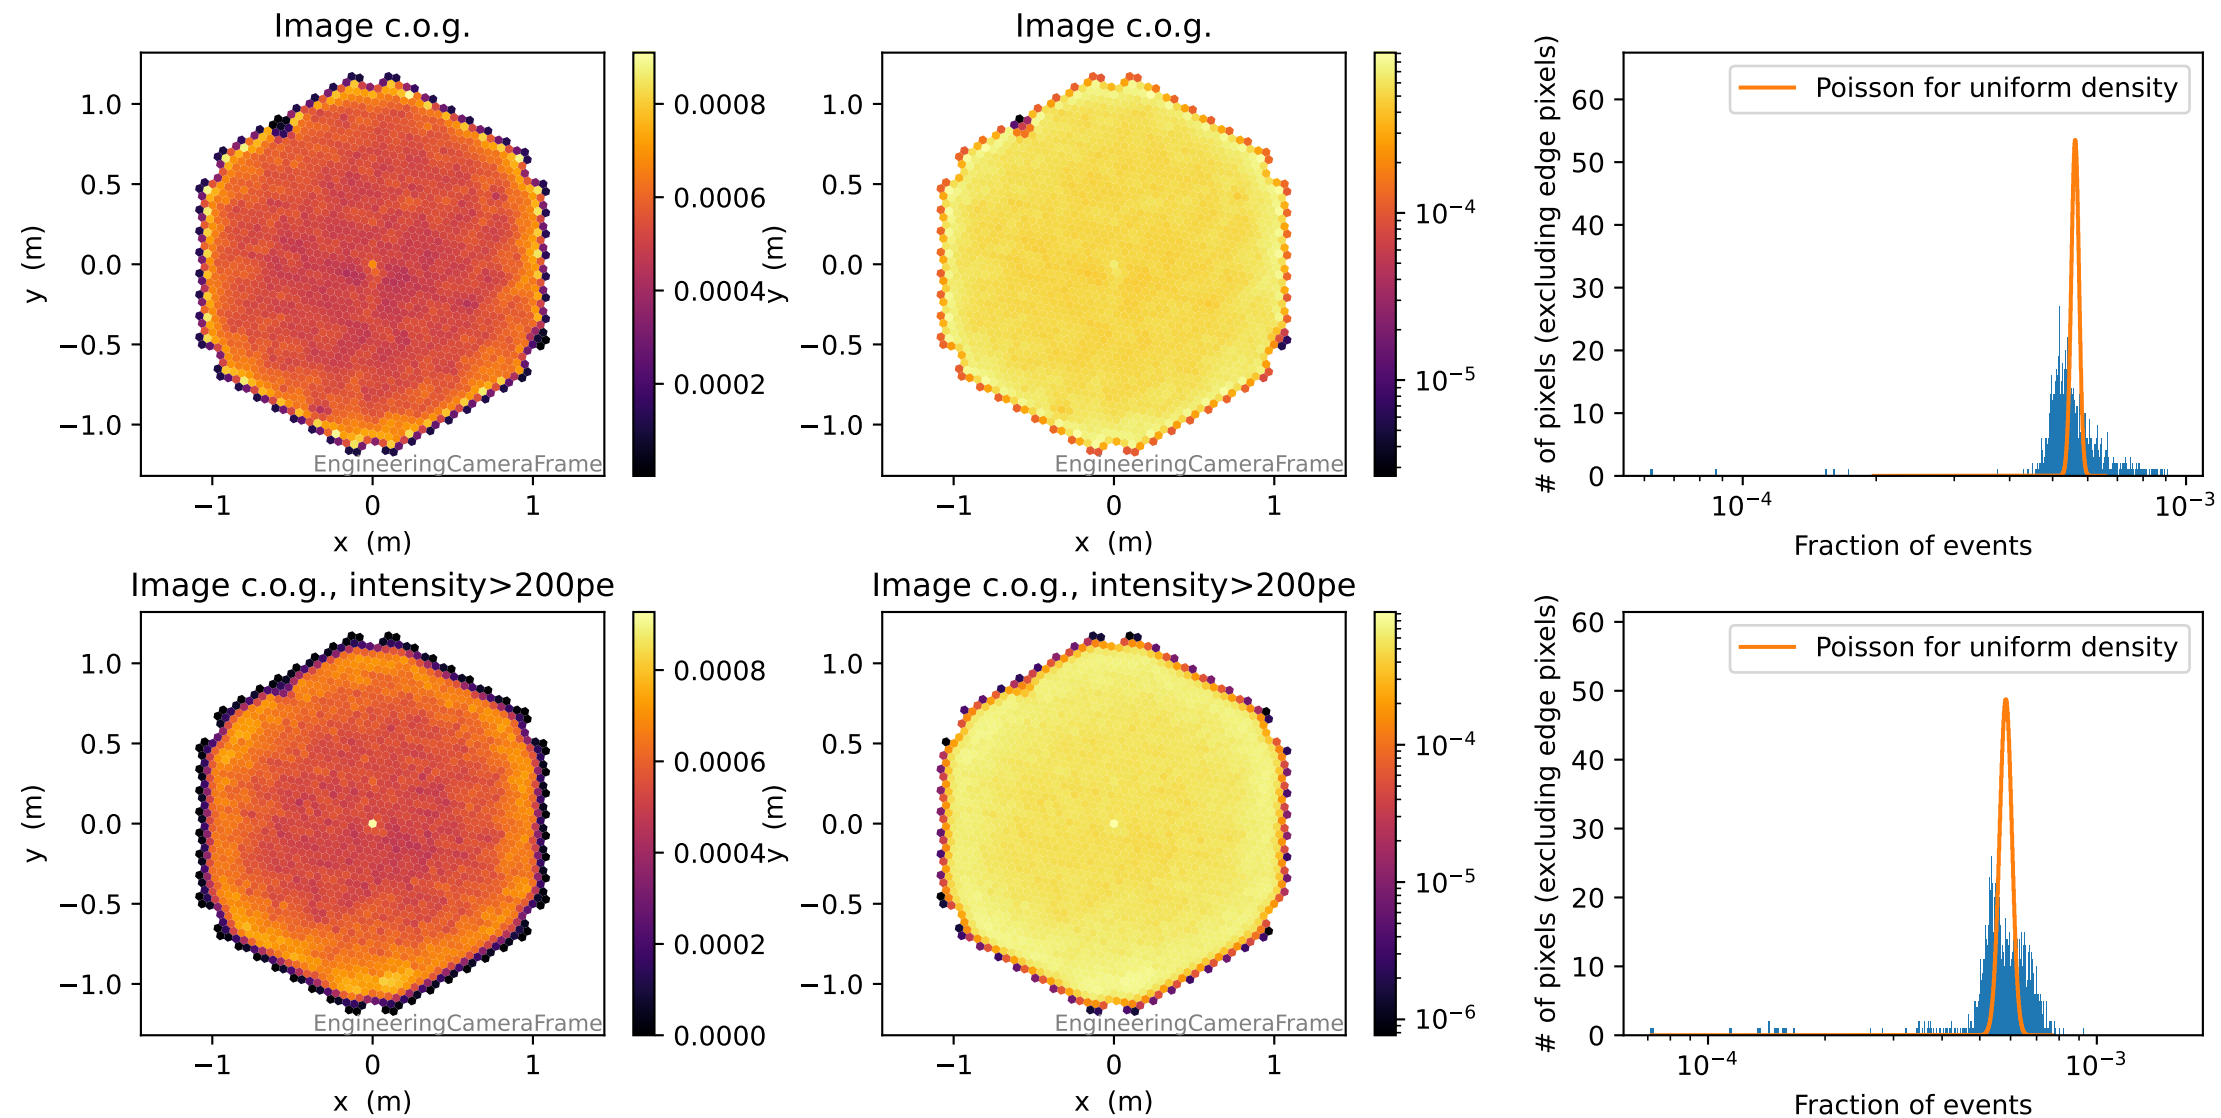 Image c.o.g.
y (m)
1.0
0.5
0.0
−0.5
−1.0
EngineeringCameraFrame
−1 0 1
x (m)
0.0008
0.0006
0.0004
0.0002
Image c.o.g.
y (m)
1.0
0.5
0.0
−0.5
−1.0
EngineeringCameraFrame
−1 0 1
x (m)
10−4
10−5
# of pixels (excluding edge pixels)
60
50
40
30
20
10
0
Poisson for uniform density
10−4 10−3
Fraction of events
Image c.o.g., intensity>200pe
y (m)
1.0
0.5
0.0
−0.5
−1.0
EngineeringCameraFrame
−1 0 1
x (m)
0.0008
0.0006
0.0004
0.0002
0.0000
Image c.o.g., intensity>200pe
y (m)
1.0
0.5
0.0
−0.5
−1.0
EngineeringCameraFrame
−1 0 1
x (m)
10−4
10−5
10−6
# of pixels (excluding edge pixels)
60
50
40
30
20
10
0
Poisson for uniform density
10−4 10−3
Fraction of events